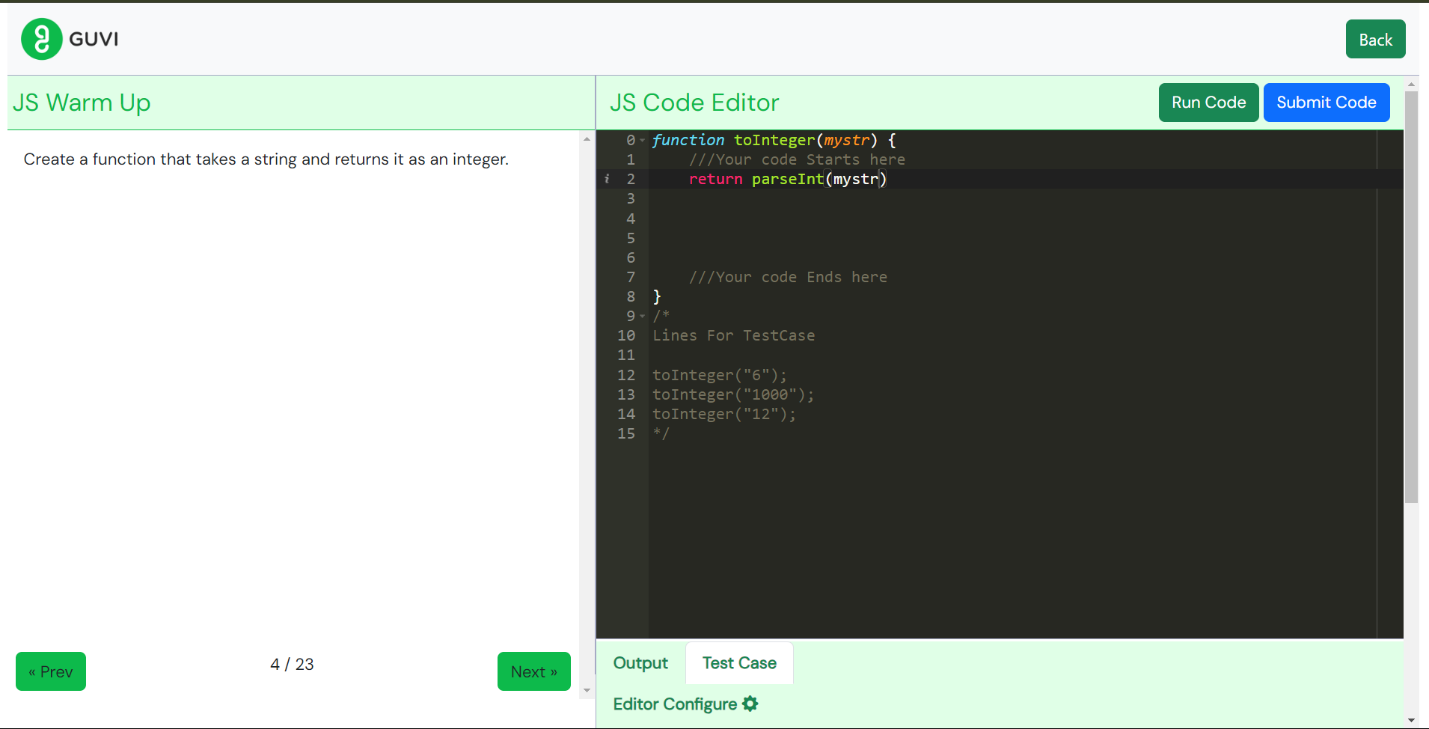 GUVI
Back
JS Warm Up
Create a function that takes a string and returns it as an integer.
« Prev
4 / 23
Next »
JS Code Editor
Run Code
Submit Code
0 function toInteger(mystr) {
1 ///Your code Starts here
i 2 return parseInt(mystr)
3
4
5
6
7 ///Your code Ends here
8 }
9 /*
10 Lines For TestCase
11
12 toInteger("6");
13 toInteger("1000");
14 toInteger("12");
15 */
Output
Test Case
Editor Configure